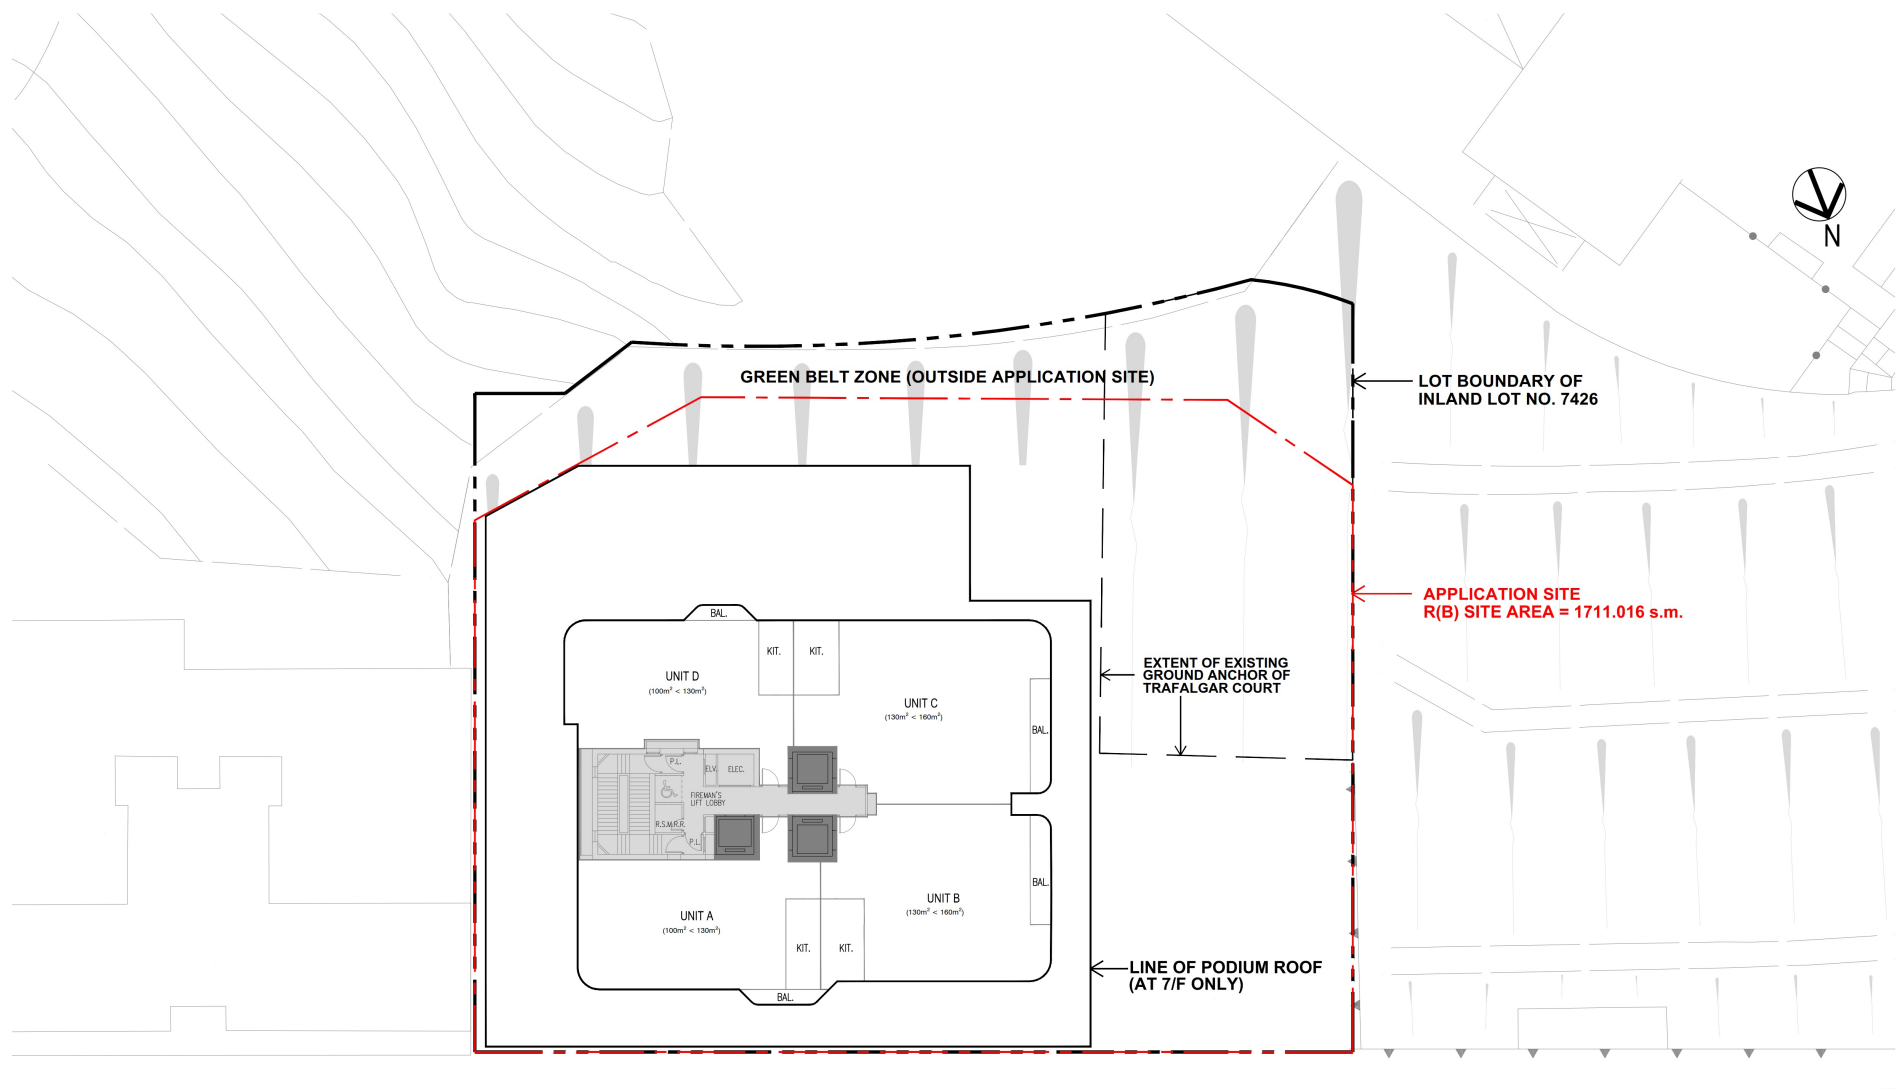 N
GREEN BELT ZONE (OUTSIDE APPLICATION SITE)
LOT BOUNDARY OF
INLAND LOT NO. 7426
APPLICATION SITE
R(B) SITE AREA = 1711.016 s.m.
BAL.
KIT.
KIT.
EXTENT OF EXISTING
GROUND ANCHOR OF
TRAFALGAR COURT
UNIT D
(100m² < 130m²)
UNIT C
(130m² < 160m²)
BAL.
P.L.
ELV.
ELEC.
FIREMAN'S
LIFT LOBBY
R.S.M.R.R.
P.L.
BAL.
UNIT B
(130m² < 160m²)
UNIT A
(100m² < 130m²)
KIT.
KIT.
LINE OF PODIUM ROOF
(AT 7/F ONLY)
BAL.